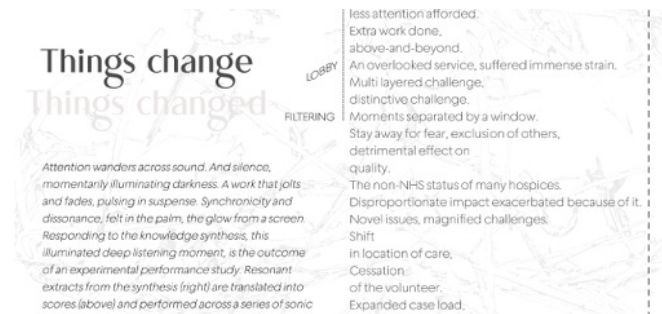 Things change
Things changed
Attention wanders across sound. And silence,
momentarily illuminating darkness. A work that jolts
and fades, pulsing in suspense. Synchronicity and
dissonance, felt in the palm, the glow from a screen.
Responding to the knowledge synthesis, this
illuminated deep listening moment, is the outcome
of an experimental performance study. Resonant
extracts from the synthesis (right) are translated into
scores (above) and performed across a series of sonic
LOBBY
FILTERING
less attention afforded.
Extra work done,
above-and-beyond.
An overlooked service, suffered immense strain.
Multi layered challenge,
distinctive challenge.
Moments separated by a window.
Stay away for fear, exclusion of others,
detrimental effect on
quality.
The non-NHS status of many hospices.
Disproportionate impact exacerbated because of it.
Novel issues, magnified challenges.
Shift
in location of care,
Cessation
of the volunteer.
Expanded case load,